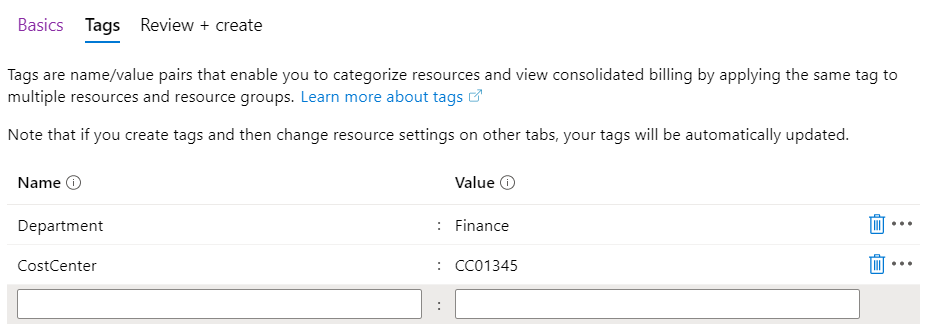 Basics Tags Review + create
Tags are name/value pairs that enable you to categorize resources and view consolidated billing by applying the same tag to
multiple resources and resource groups. Learn more about tags
Note that if you create tags and then change resource settings on other tabs, your tags will be automatically updated.
Name Value
Department : Finance
CostCenter : CC01345
: